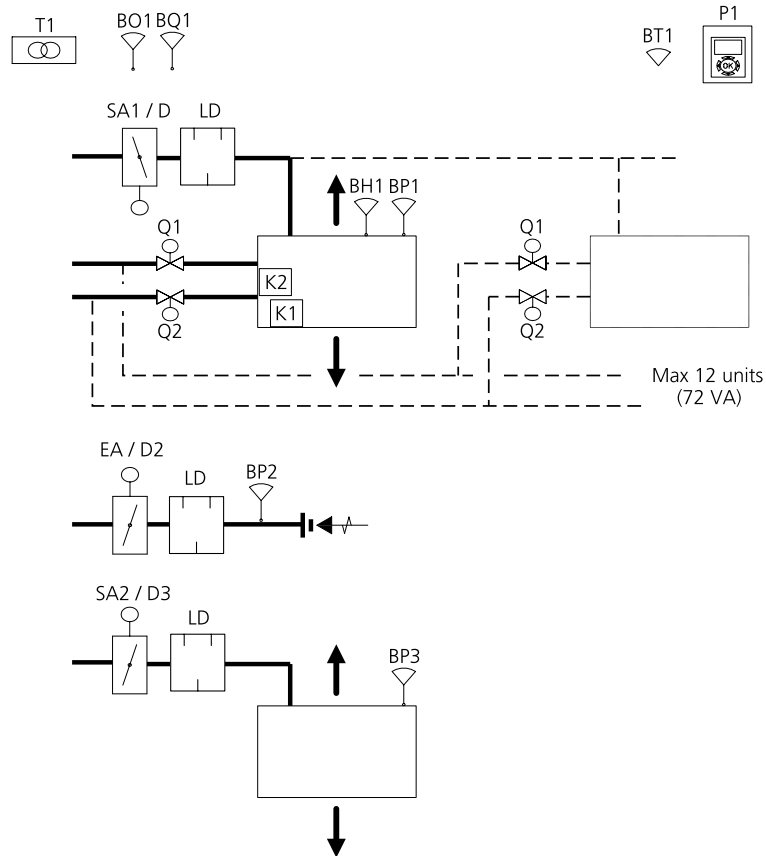 T1
BO1 BQ1
BT1
P1
OK
SA1 / D
LD
BH1 BP1
Q1
Q1
K2
K1
Q2
Q2
Max 12 units
(72 VA)
EA / D2
LD
BP2
SA2 / D3
LD
BP3